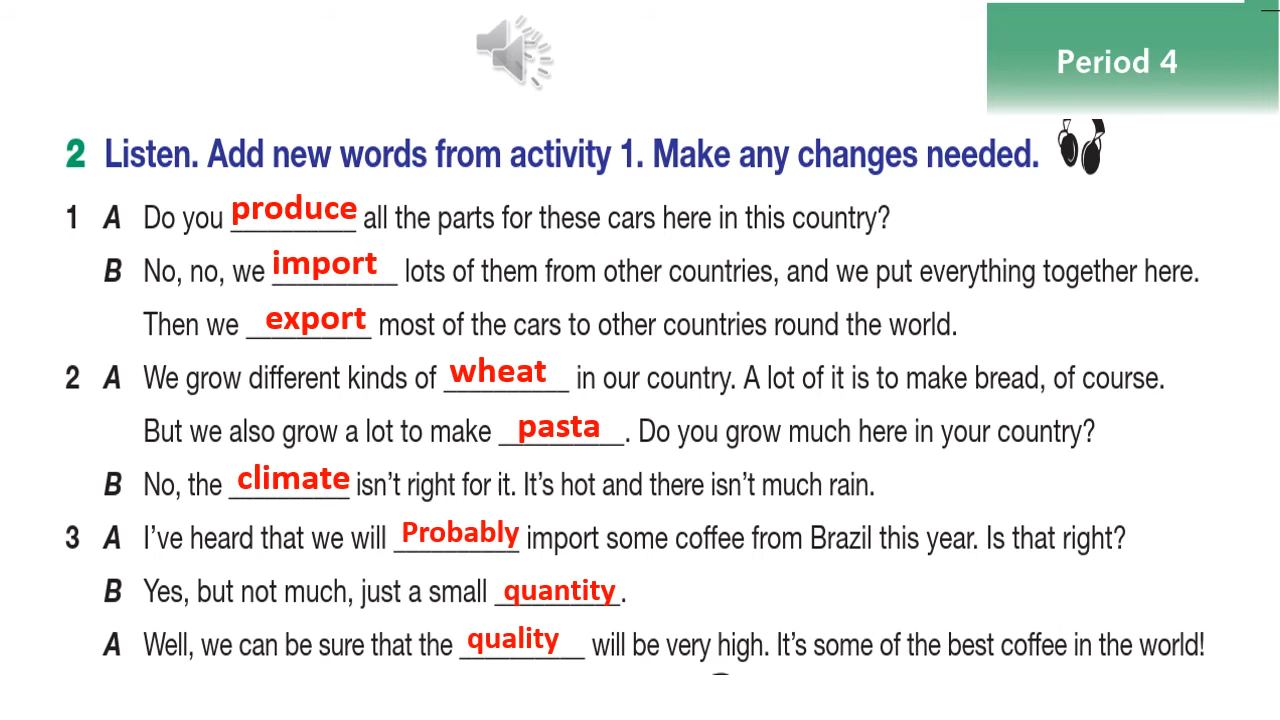 Period 4
2 Listen. Add new words from activity 1. Make any changes needed.
1 A Do you produce all the parts for these cars here in this country?
B No, no, we import lots of them from other countries, and we put everything together here.
Then we export most of the cars to other countries round the world.
2 A We grow different kinds of wheat in our country. A lot of it is to make bread, of course.
But we also grow a lot to make pasta. Do you grow much here in your country?
B No, the climate isn't right for it. It's hot and there isn't much rain.
3 A I've heard that we will Probably import some coffee from Brazil this year. Is that right?
B Yes, but not much, just a small quantity.
A Well, we can be sure that the quality will be very high. It's some of the best coffee in the world!